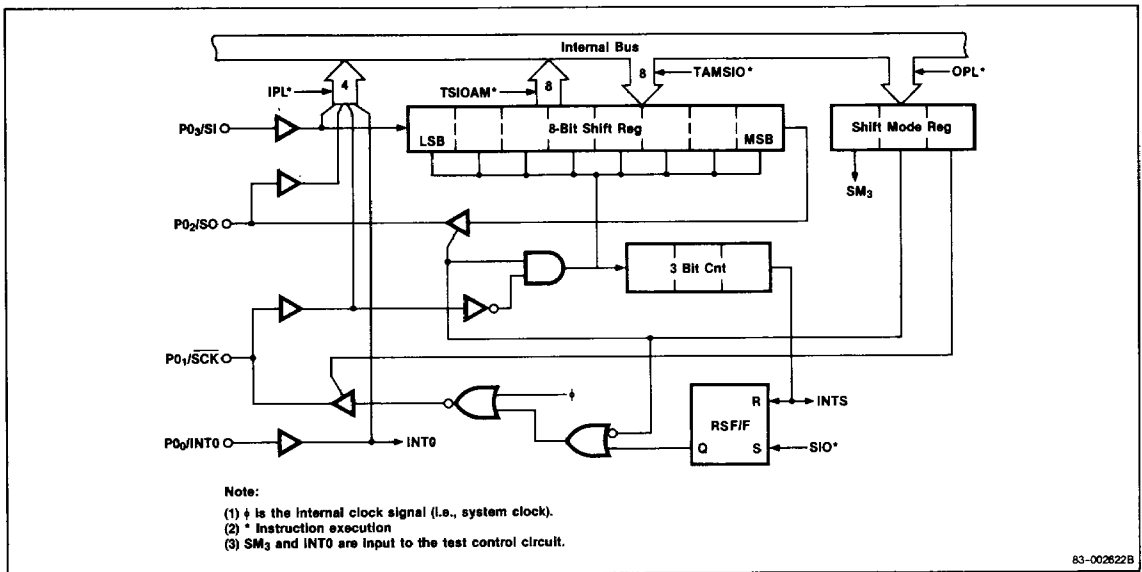 Internal Bus
IPL*
4
TSIOAM*
8
8
TAMSIO*
OPL*
P0₃/SI
8-Bit Shift Reg
LSB
MSB
Shift Mode Reg
SM₃
P0₂/SO
3 Bit Cnt
P0₁/S̅C̅K̅
ϕ
R
INTS
RSF/F
P0₀/INT0
INT0
Q
S
SIO*
Note:
(1) ϕ is the internal clock signal (i.e., system clock).
(2) * Instruction execution
(3) SM₃ and INT0 are input to the test control circuit.
83-002622B